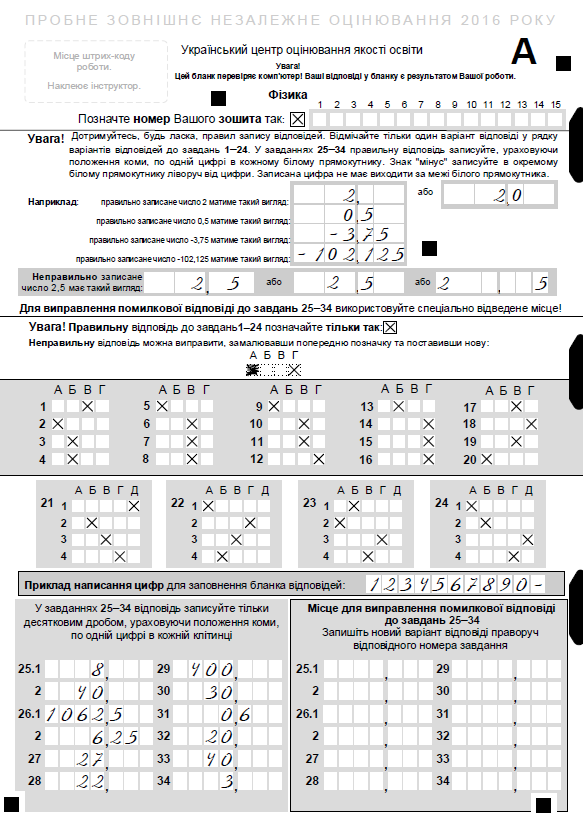 ПРОБНЕ ЗОВНІШНЄ НЕЗАЛЕЖНЕ ОЦІНЮВАННЯ 2016 РОКУ
Місце штрих-коду
роботи.
Наклеює інструктор.
Український центр оцінювання якості освіти
А
Увага!
Цей бланк перевіряє комп'ютер! Ваші відповіді у бланку є результатом Вашої роботи.
Фізика
1 2 3 4 5 6 7 8 9 10 11 12 13 14 15
Позначте номер Вашого зошита так:
Увага! Дотримуйтесь, будь ласка, правил запису відповідей. Відмічайте тільки один варіант відповіді у рядку
варіантів відповідей до завдань 1–24. У завданнях 25–34 правильну відповідь записуйте, ураховуючи
положення коми, по одній цифрі в кожному білому прямокутнику. Знак "мінус" записуйте в окремому
білому прямокутнику ліворуч від цифри. Записана цифра не має виходити за межі білого прямокутника.
Наприклад: правильно записане число 2 матиме такий вигляд: 2, або 2,0
правильно записане число 0,5 матиме такий вигляд: 0,5
правильно записане число -3,75 матиме такий вигляд: -3,75
правильно записане число -102,125 матиме такий вигляд: -102,125
Неправильно записане
число 2,5 має такий вигляд: 2, 5 або 2,5 або 2 , 5
Для виправлення помилкової відповіді до завдань 25–34 використовуйте спеціально відведене місце!
Увага! Правильну відповідь до завдань1–24 позначайте тільки так:
Неправильну відповідь можна виправити, замалювавши попередню позначку та поставивши нову:
А Б В Г
А Б В Г А Б В Г А Б В Г А Б В Г А Б В Г
1 5 9 13 17
2 6 10 14 18
3 7 11 15 19
4 8 12 16 20
А Б В Г Д А Б В Г Д А Б В Г Д А Б В Г Д
21 1 22 1 23 1 24 1
2 2 2 2
3 3 3 3
4 4 4 4
Приклад написання цифр для заповнення бланка відповідей: 1 2 3 4 5 6 7 8 9 0 -
У завданнях 25–34 відповідь записуйте тільки
десятковим дробом, ураховуючи положення коми,
по одній цифрі в кожній клітинці
25.1 8, 29 400,
2 40, 30 30,
26.1 1062,5 31 0,6
2 6,25 32 20,
27 27, 33 40,
28 22, 34 3,
Місце для виправлення помилкової відповіді
до завдань 25–34
Запишіть новий варіант відповіді праворуч
відповідного номера завдання
25.1 , 29 ,
2 , 30 ,
26.1 , 31 ,
2 , 32 ,
27 , 33 ,
28 , 34 ,